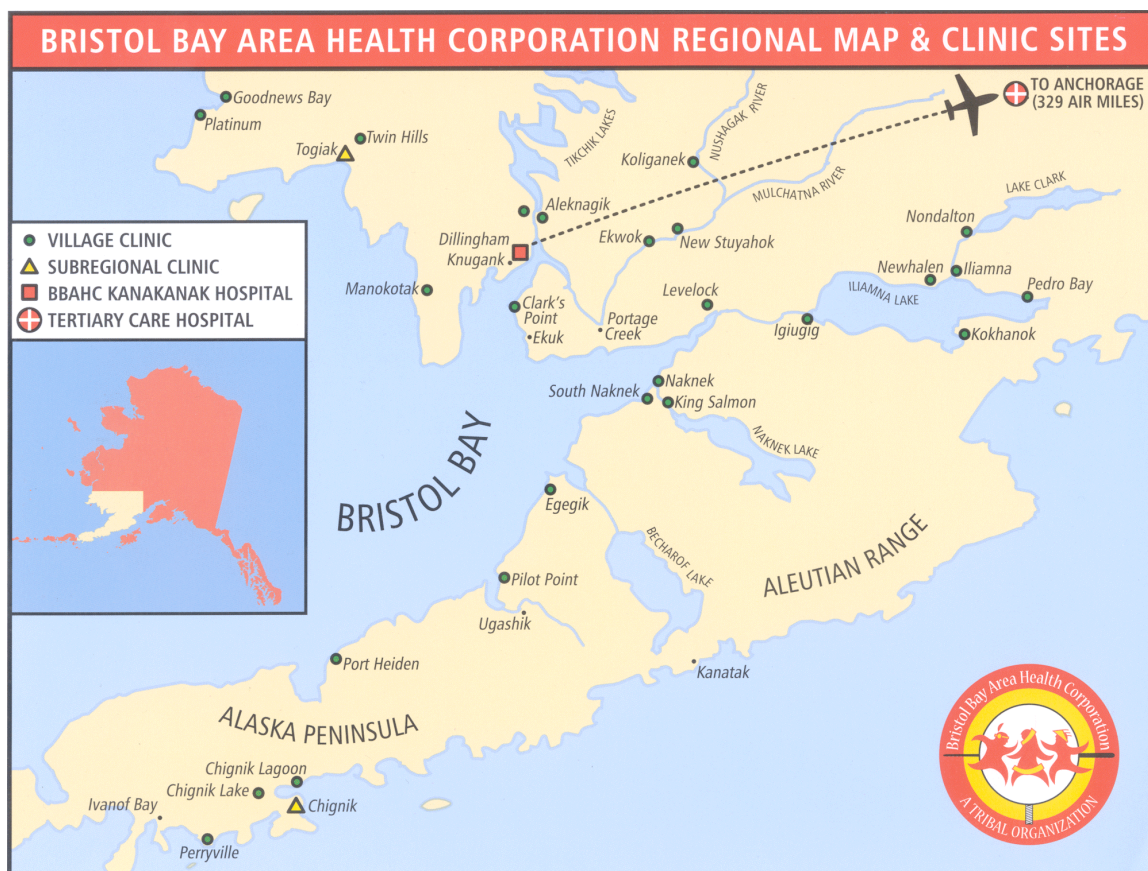 BRISTOL BAY AREA HEALTH CORPORATION REGIONAL MAP & CLINIC SITES
TO ANCHORAGE
(329 AIR MILES)
Goodnews Bay
Platinum
Twin Hills
Togiak
TIKCHIK LAKES
NUSHAGAK RIVER
Koliganek
MULCHATNA RIVER
LAKE CLARK
Aleknagik
Nondalton
Dillingham
Knugank
Ekwok
New Stuyahok
VILLAGE CLINIC
SUBREGIONAL CLINIC
BBAHC KANAKANAK HOSPITAL
TERTIARY CARE HOSPITAL
Newhalen
Iliamna
ILIAMNA LAKE
Pedro Bay
Manokotak
Levelock
Clark's
Point
Ekuk
Portage
Creek
Igiugig
Kokhanok
Naknek
South Naknek
King Salmon
NAKNEK LAKE
BRISTOL BAY
Egegik
BECHAROF LAKE
ALEUTIAN RANGE
Pilot Point
Ugashik
Port Heiden
Kanatak
ALASKA PENINSULA
Chignik Lagoon
Chignik Lake
Chignik
Ivanof Bay
Perryville
Bristol Bay Area Health Corporation
A TRIBAL ORGANIZATION